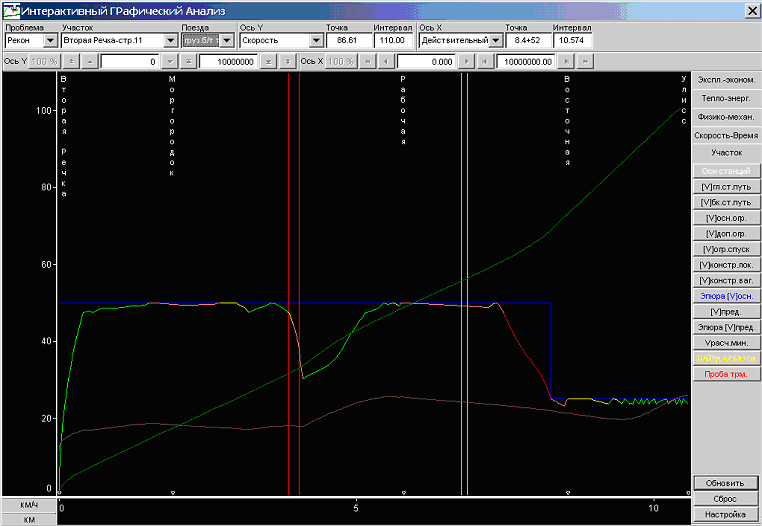 Интерактивный ГРафический Анализ
Проблема Участок Поезда Ось Y Точка Интервал Ось X Точка Интервал
Рекон Вторая Речка-стр.11 Скорость 86.61 110.00 Действительный 8.4+52 10.574
Ось Y 100 % 0 10000000 Ось X 100 % 0.000 10000000.00
Вторая речка
Моргородок
Рабочая
Восточная
Улисс
100
80
60
40
20
0
0 5 10
км/ч
км
Экспл.-эконом.
Тепло-энерг.
Физико-механ.
Скорость-Время
Участок
Оси станций
[V]гл.ст.путь
[V]бк.ст.путь
[V]осн.огр.
[V]доп.огр.
[V]огр.спуск
[V]констр.лок.
[V]констр.ваг.
Эпюра [V]осн.
[V]пред.
Эпюра [V]пред.
Vрасч.мин.
Проба трм.
Обновить
Сброс
Настройка